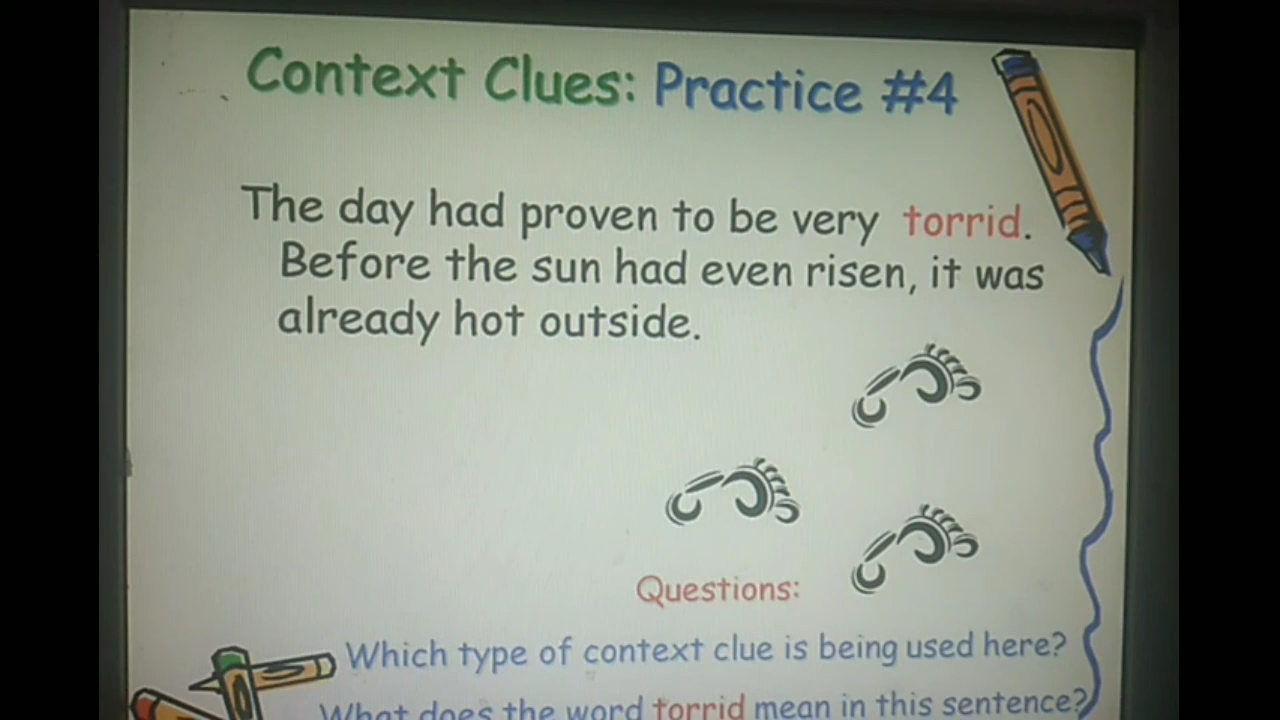 Context Clues: Practice #4
The day had proven to be very torrid.
Before the sun had even risen, it was
already hot outside.
Questions:
Which type of context clue is being used here?
What does the word torrid mean in this sentence?